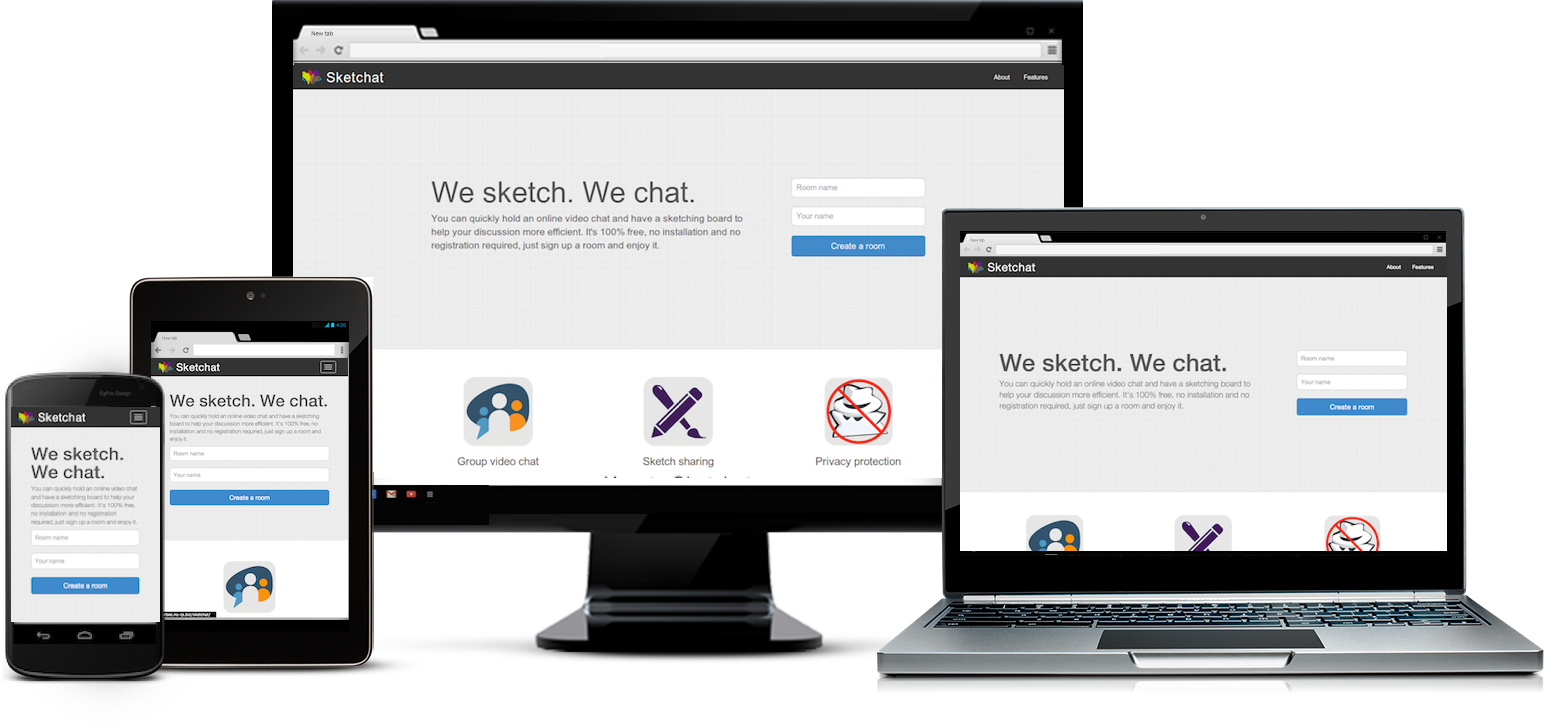 New tab
Sketchat
About
Features
We sketch. We chat.
You can quickly hold an online video chat and have a sketching board to
help your discussion more efficient. It's 100% free, no installation and no
registration required, just sign up a room and enjoy it.
Room name
Your name
Create a room
Group video chat
Sketch sharing
Privacy protection
New tab
Sketchat
About
Features
We sketch. We chat.
You can quickly hold an online video chat and have a sketching board to
help your discussion more efficient. It's 100% free, no installation and no
registration required, just sign up a room and enjoy it.
Room name
Your name
Create a room
4:20
New tab
Sketchat
We sketch. We chat.
You can quickly hold an online video chat and have a sketching
board to help your discussion more efficient. It's 100% free, no
installation and no registration required, just sign up a room and
enjoy it.
Room name
Your name
Create a room
Sketchat
We sketch.
We chat.
You can quickly hold an online video chat
and have a sketching board to help your
discussion more efficient. It's 100% free,
no installation and no registration
required, just sign up a room and enjoy it.
Room name
Your name
Create a room